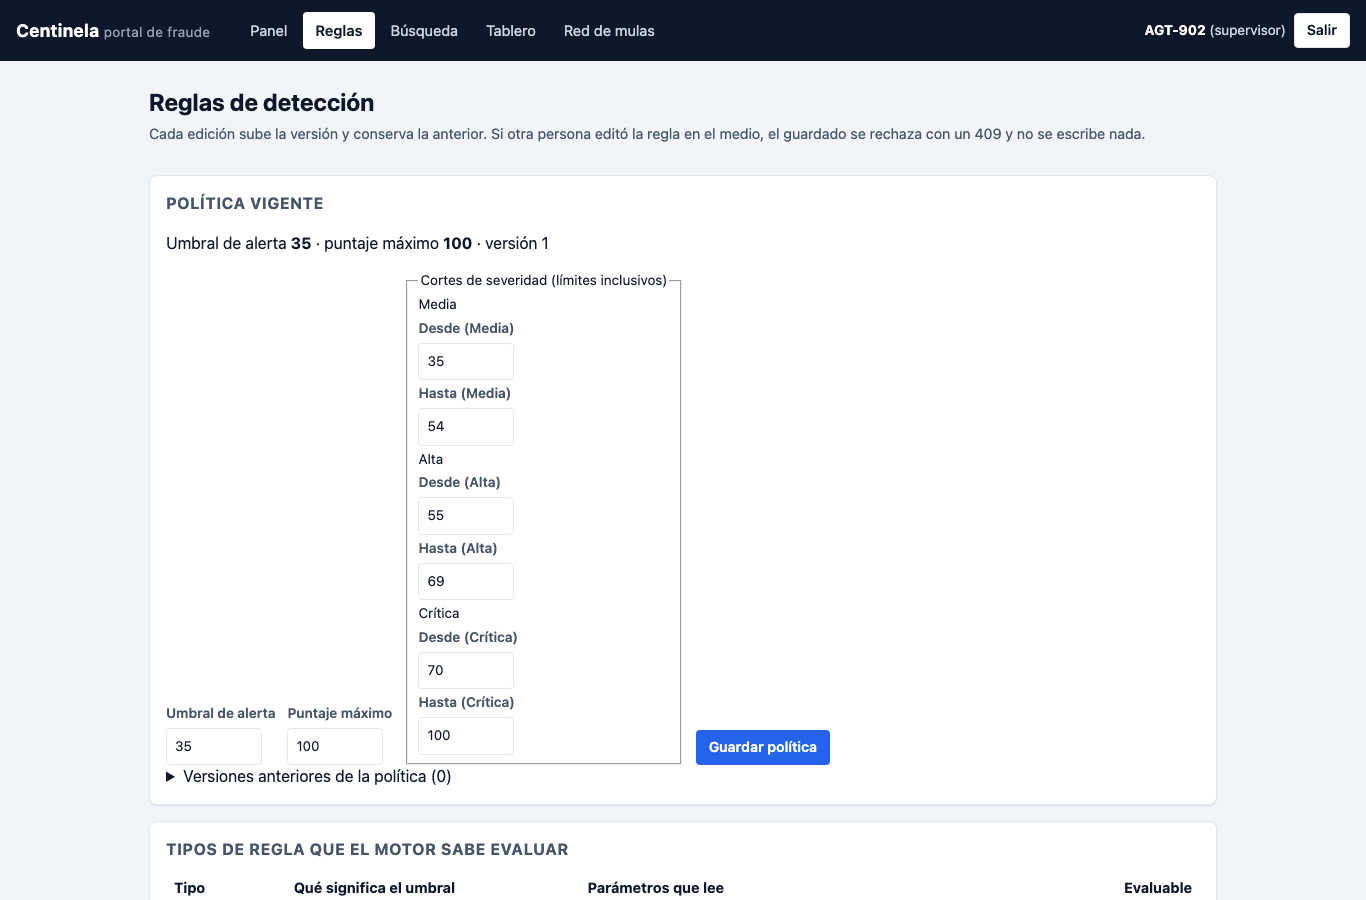 Centinela portal de fraude
Panel
Reglas
Búsqueda
Tablero
Red de mulas
AGT-902 (supervisor)
Salir
Reglas de detección
Cada edición sube la versión y conserva la anterior. Si otra persona editó la regla en el medio, el guardado se rechaza con un 409 y no se escribe nada.
POLÍTICA VIGENTE
Umbral de alerta 35 · puntaje máximo 100 · versión 1
Cortes de severidad (límites inclusivos)
Media
Desde (Media)
35
Hasta (Media)
54
Alta
Desde (Alta)
55
Hasta (Alta)
69
Crítica
Desde (Crítica)
70
Hasta (Crítica)
100
Umbral de alerta
35
Puntaje máximo
100
Guardar política
Versiones anteriores de la política (0)
TIPOS DE REGLA QUE EL MOTOR SABE EVALUAR
Tipo
Qué significa el umbral
Parámetros que lee
Evaluable